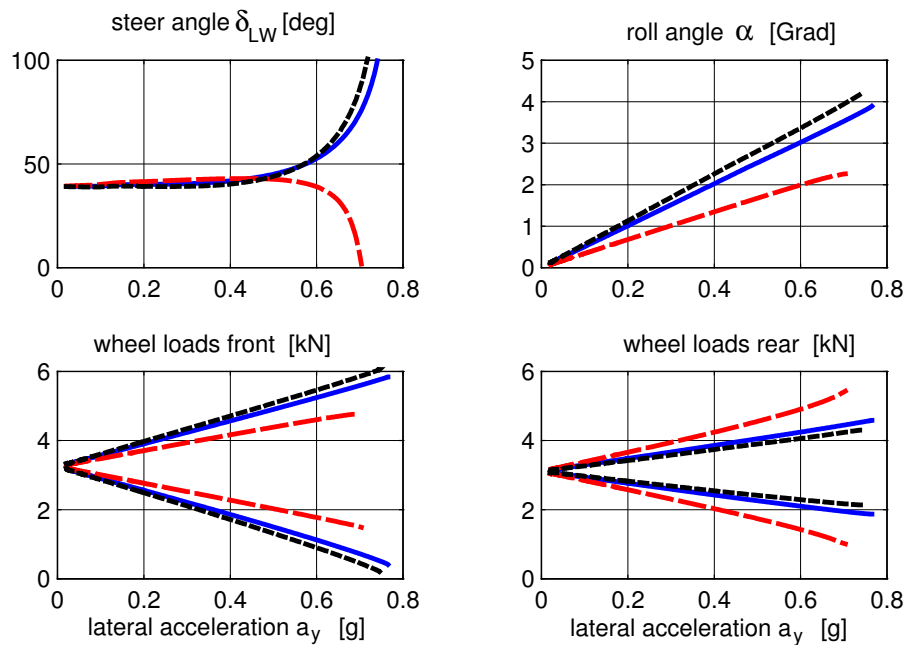 steer angle δLW [deg]
100
50
0
0 0.2 0.4 0.6 0.8
roll angle α [Grad]
5
4
3
2
1
0
0 0.2 0.4 0.6 0.8
wheel loads front [kN]
6
4
2
0
0 0.2 0.4 0.6 0.8
lateral acceleration ay [g]
wheel loads rear [kN]
6
4
2
0
0 0.2 0.4 0.6 0.8
lateral acceleration ay [g]